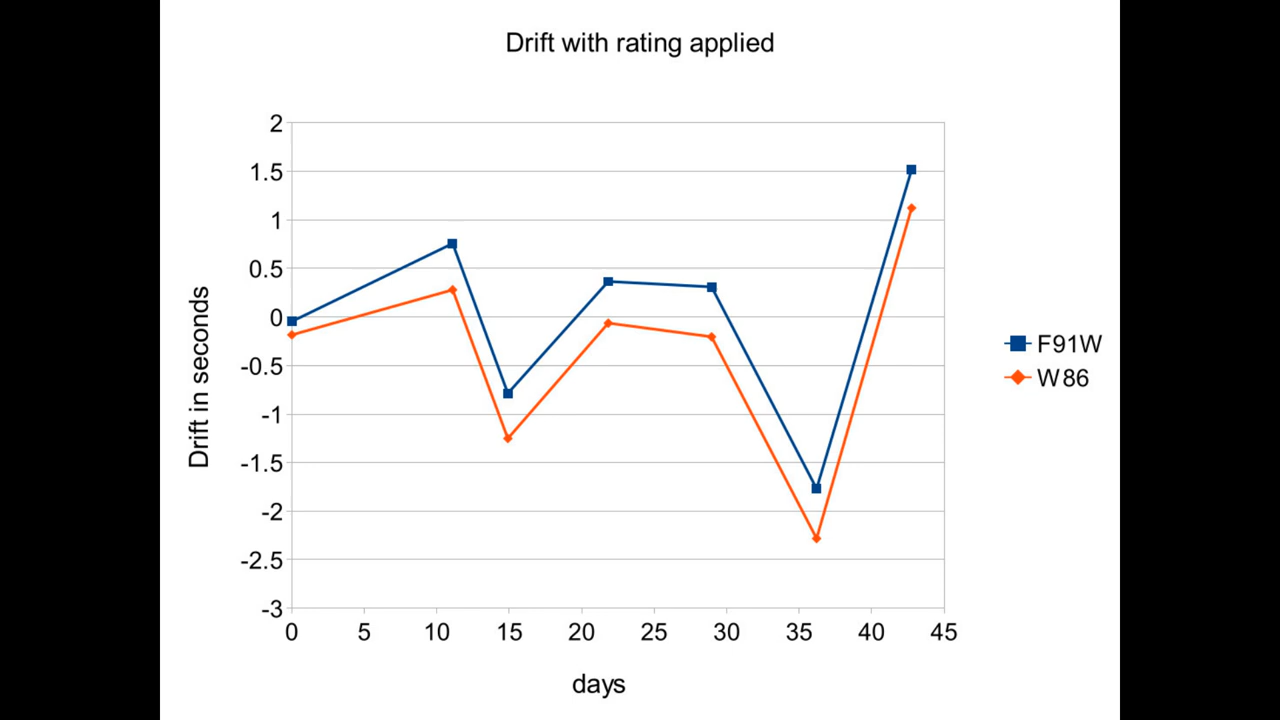 Drift with rating applied
2
1.5
1
0.5
0
-0.5
-1
-1.5
-2
-2.5
-3
Drift in seconds
0 5 10 15 20 25 30 35 40 45
days
F91W
W86